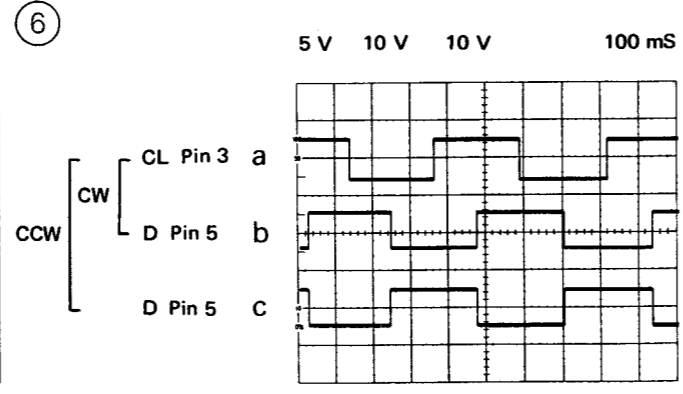 6
5 V 10 V 10 V 100 mS
CL Pin 3 a
CW
D Pin 5 b
CCW
D Pin 5 c